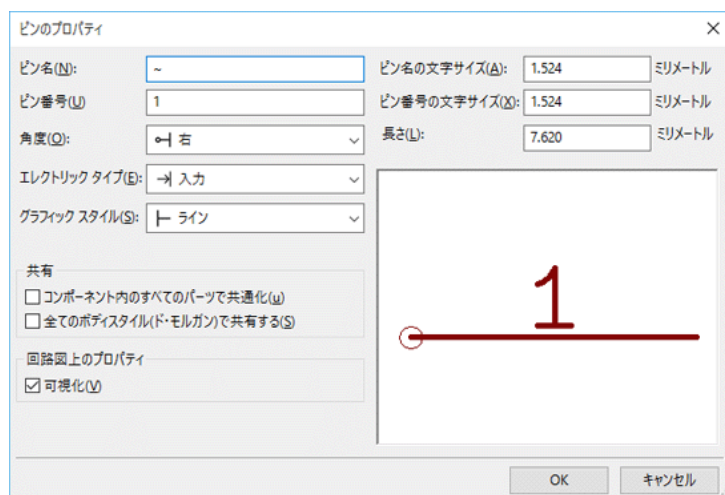 ピンのプロパティ
ピン名(N):
~
ピン番号(U)
1
角度(O):
右
エレクトリック タイプ(E):
入力
グラフィック スタイル(S):
ライン
ピン名の文字サイズ(A):
1.524
ミリメートル
ピン番号の文字サイズ(X):
1.524
ミリメートル
長さ(L):
7.620
ミリメートル
共有
コンポーネント内のすべてのパーツで共通化(u)
全てのボディスタイル(ド・モルガン)で共有する(S)
回路図上のプロパティ
可視化(V)
1
OK
キャンセル